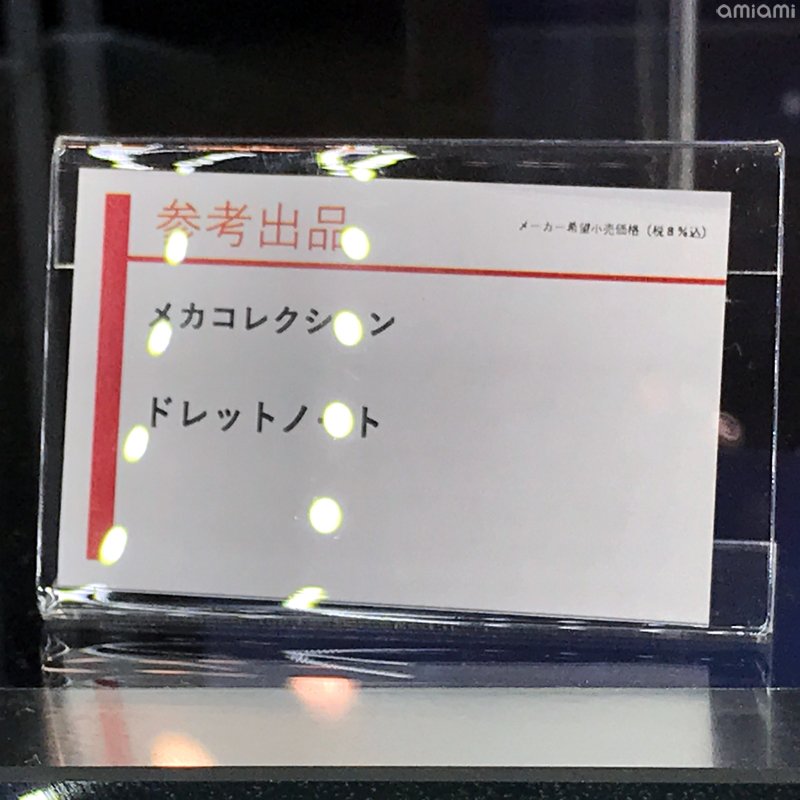 amiami
参考出品
メーカー希望小売価格（税8%込）
メカコレクション
ドレットノート